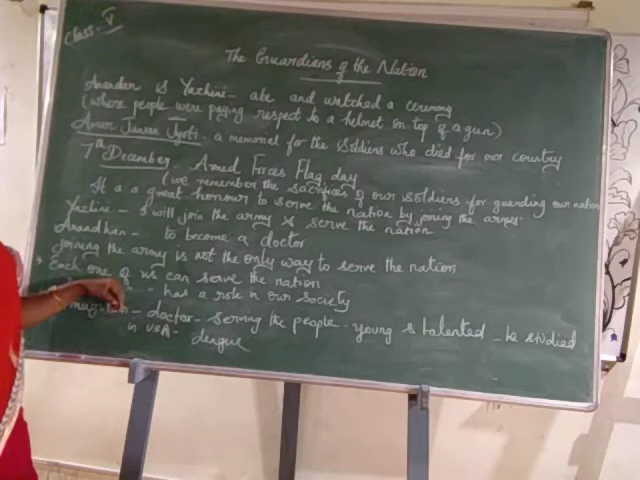 Class - V
The Guardians of the Nation
Anandan is Yazhini - ate and watched a ceremony
(where people were paying respect to a helmet on top of a gun)
Amar Jawan Jyoti - a memorial for the soldiers who died for our country
7th December Armed Forces Flag day
(we remember the sacrifices of our soldiers for guarding our nation
It a a great honour to serve the nation by joining the army.
Yazhini - I will join the army & serve the nation
Anandhan - to become a doctor
Joining the army is not the only way to serve the nation
Each one of us can serve the nation
has a role in our society
doctor - serving the people - young & talented - he studied
in USA - dengue